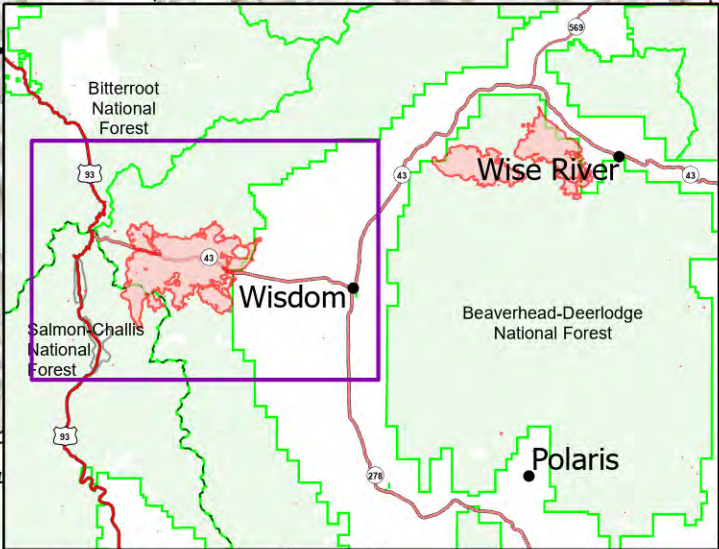 569
Bitterroot
National
Forest
93
43
Wise River
43
43
Wisdom
Beaverhead-Deerlodge
National Forest
Salmon-Challis
National
Forest
93
Polaris
278